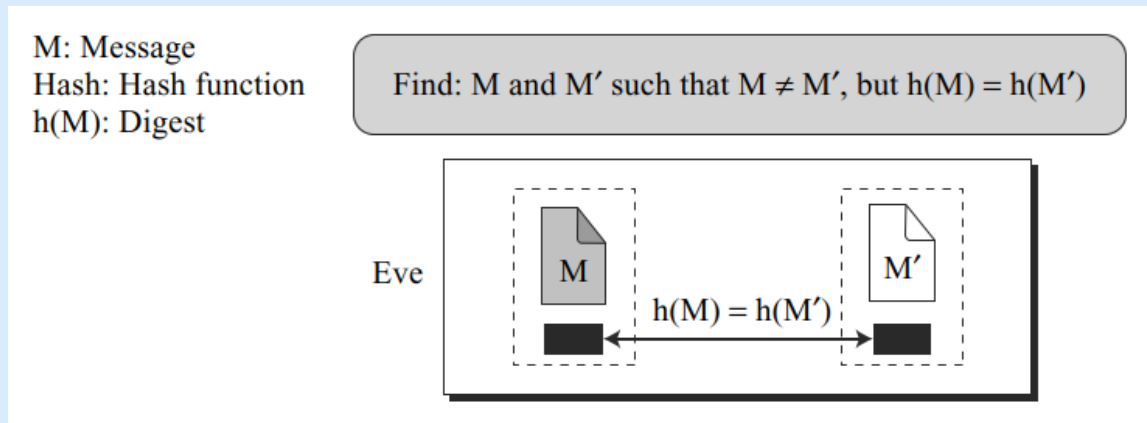 M: Message
Hash: Hash function
h(M): Digest
Find: M and M′ such that M ≠ M′, but h(M) = h(M′)
Eve
M
M′
h(M) = h(M′)